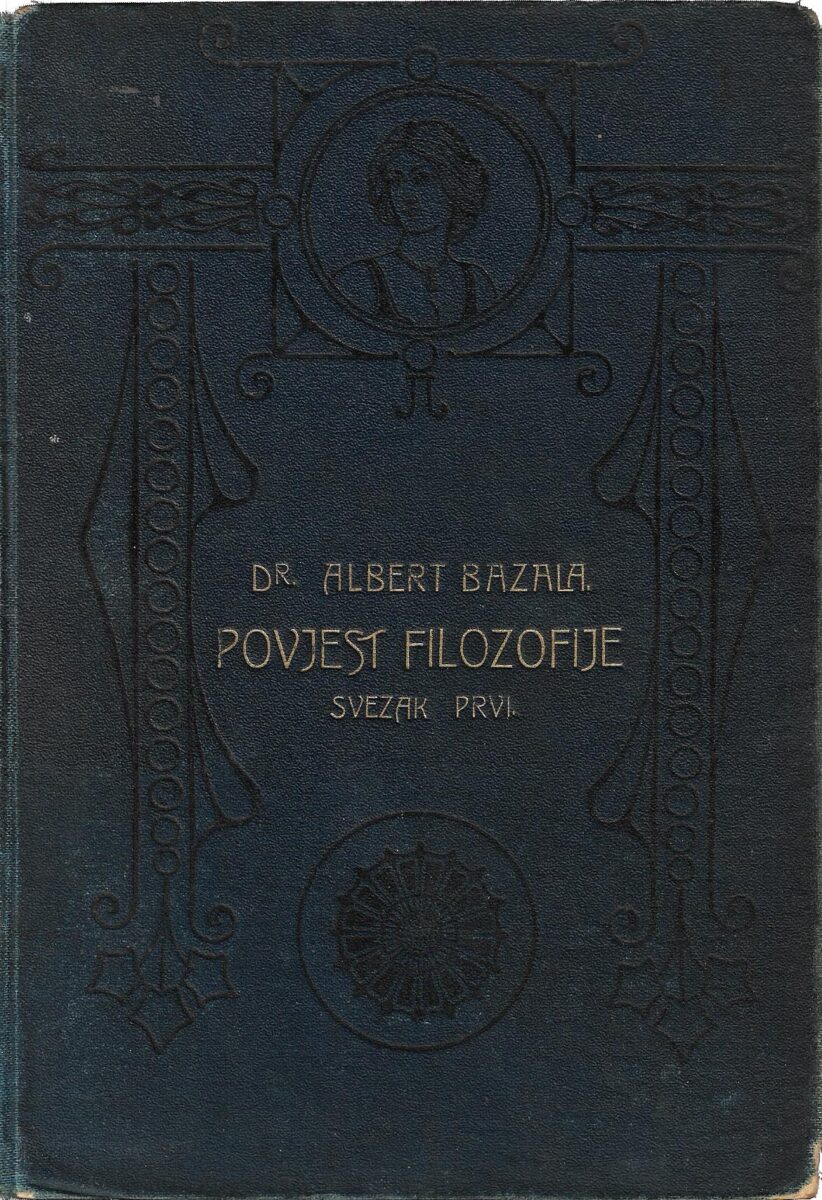 DR. ALBERT BAZALA.
POVJEST FILOZOFIJE
SVEZAK PRVI.